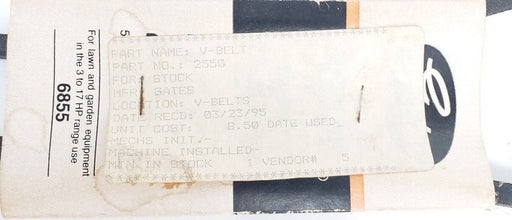 For lawn and garden equipment
in the 3 to 17 HP range use
6855
5
PART NAME: V-BELT
PART NO.: 2550
FOR: STOCK
MFR: GATES
LOCATION: V-BELTS
DATE RECD: 03/23/95
UNIT COST: 8.50 DATE USED_
MECHS INIT.-
MACHINE INSTALLED-
MIN.IN STOCK 1 VENDOR# 5